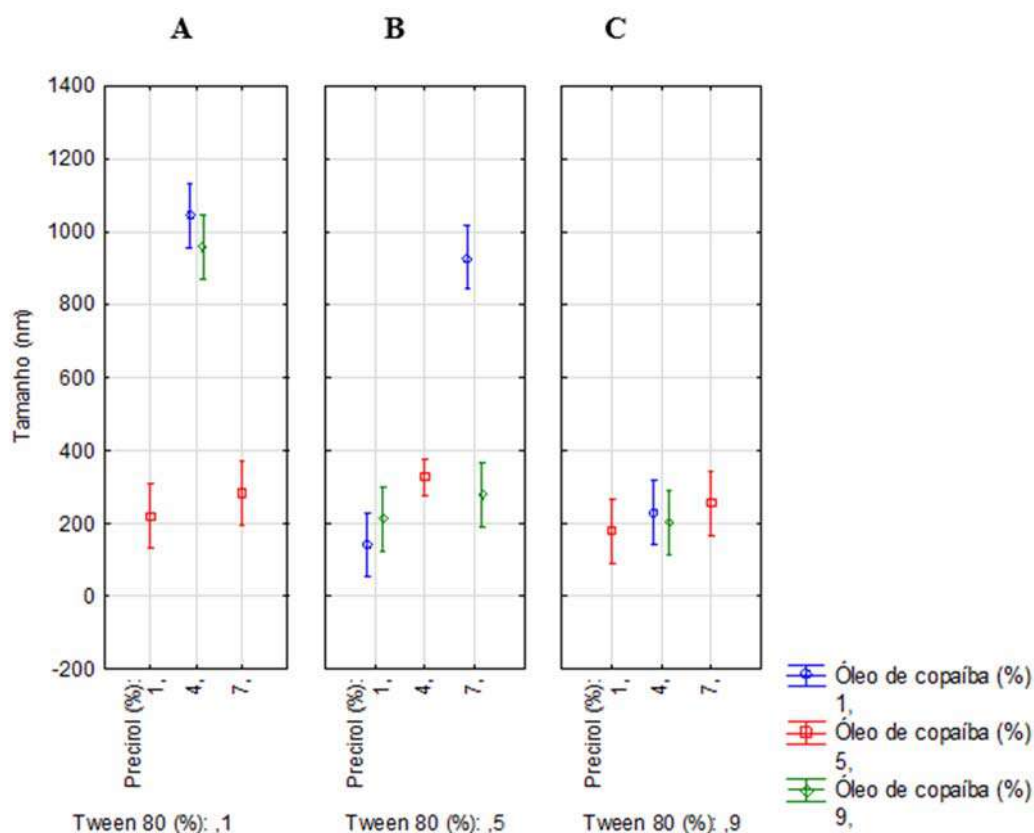 A
B
C
1400
1200
1000
800
600
400
200
0
-200
Tamanho (nm)
Precirol (%):
1,
4,
7,
Precirol (%):
1,
4,
7,
Precirol (%):
1,
4,
7,
Tween 80 (%): ,1
Tween 80 (%): ,5
Tween 80 (%): ,9
Óleo de copaíba (%)
1,
Óleo de copaíba (%)
5,
Óleo de copaíba (%)
9,